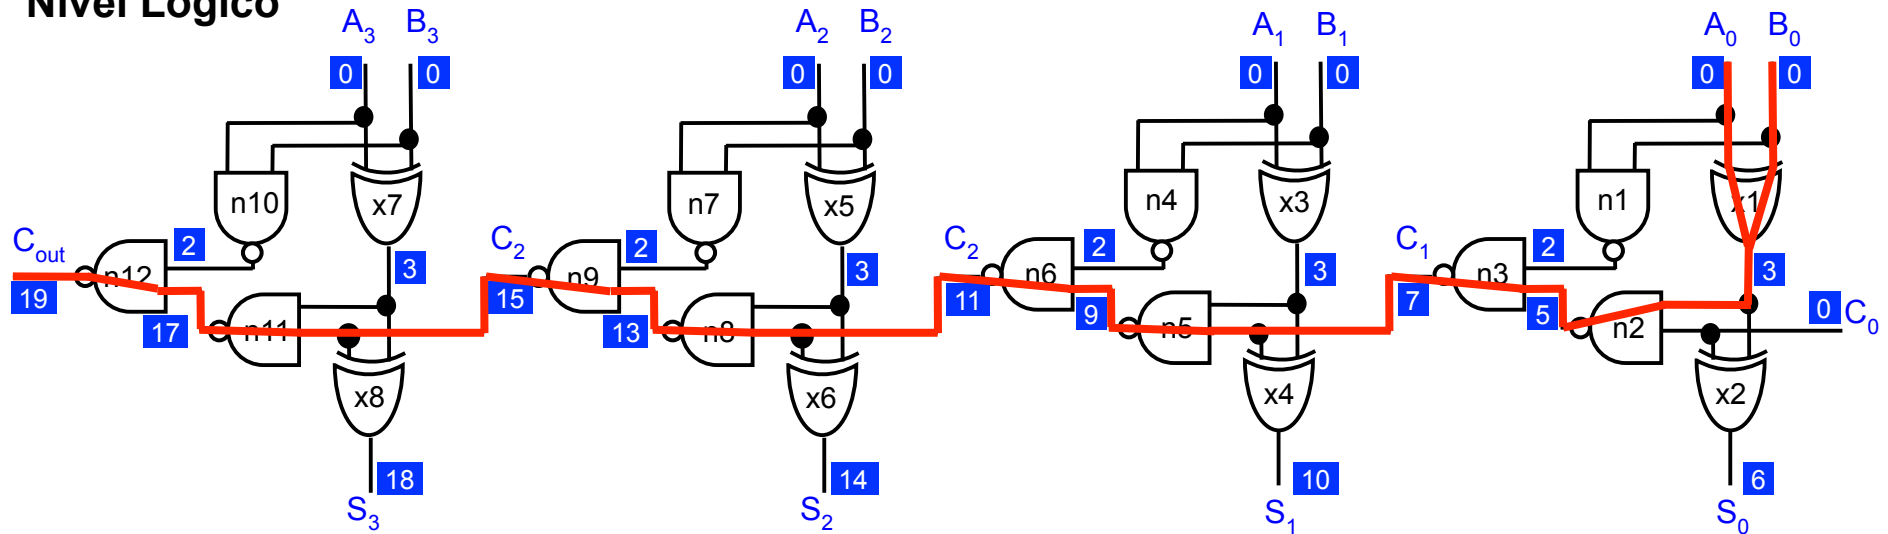 Nível Lógico
A3 B3 A2 B2 A1 B1 A0 B0
0 0 0 0 0 0 0 0
n10 x7 n7 x5 n4 x3 n1 x1
Cout 2 C2 2 C2 2 C1 2
3 3 3 3
n12 n9 n6 n3
19 15 11 7 0 C0
17 n11 13 n8 9 n5 5 n2
x8 x6 x4 x2
18 14 10 6
S3 S2 S1 S0